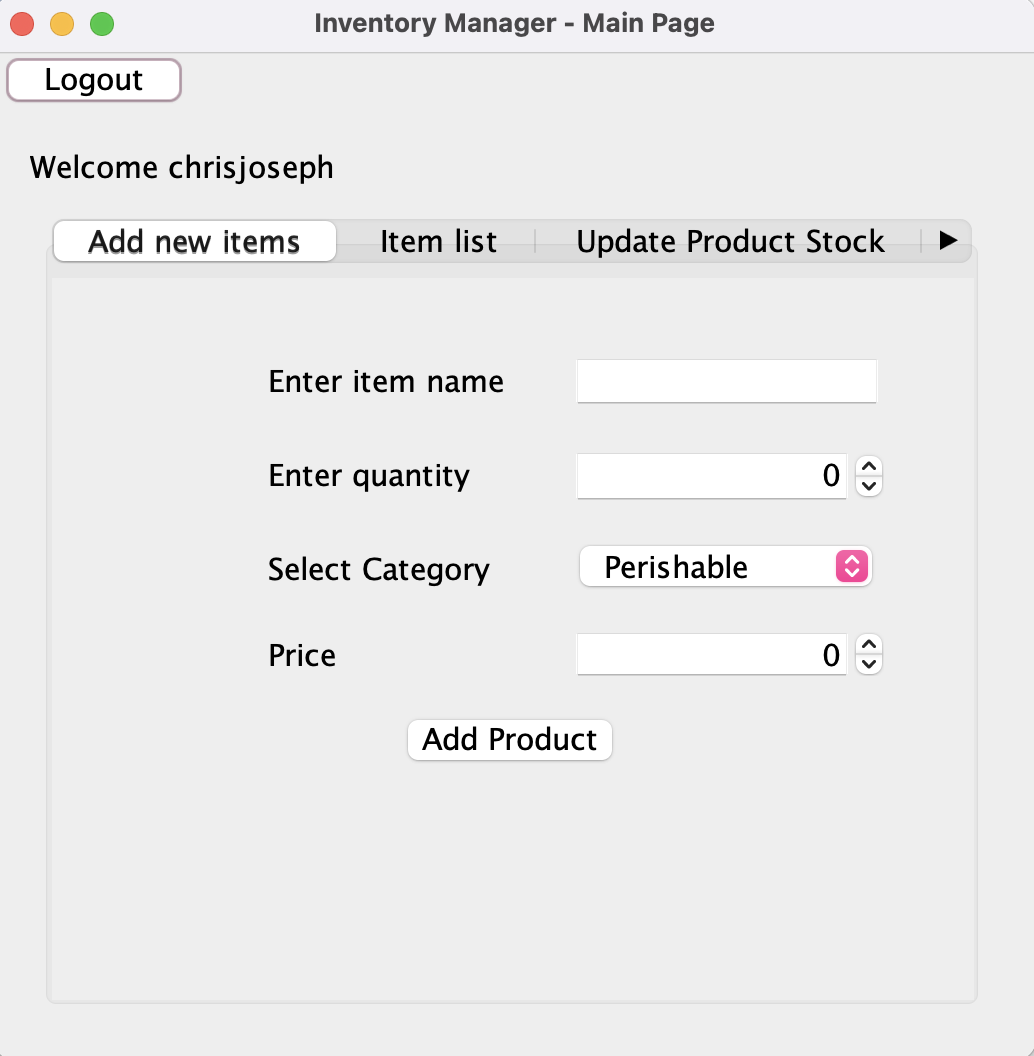 Inventory Manager - Main Page
Logout
Welcome chrisjoseph
Add new items Item list Update Product Stock
Enter item name
Enter quantity 0
Select Category Perishable
Price 0
Add Product